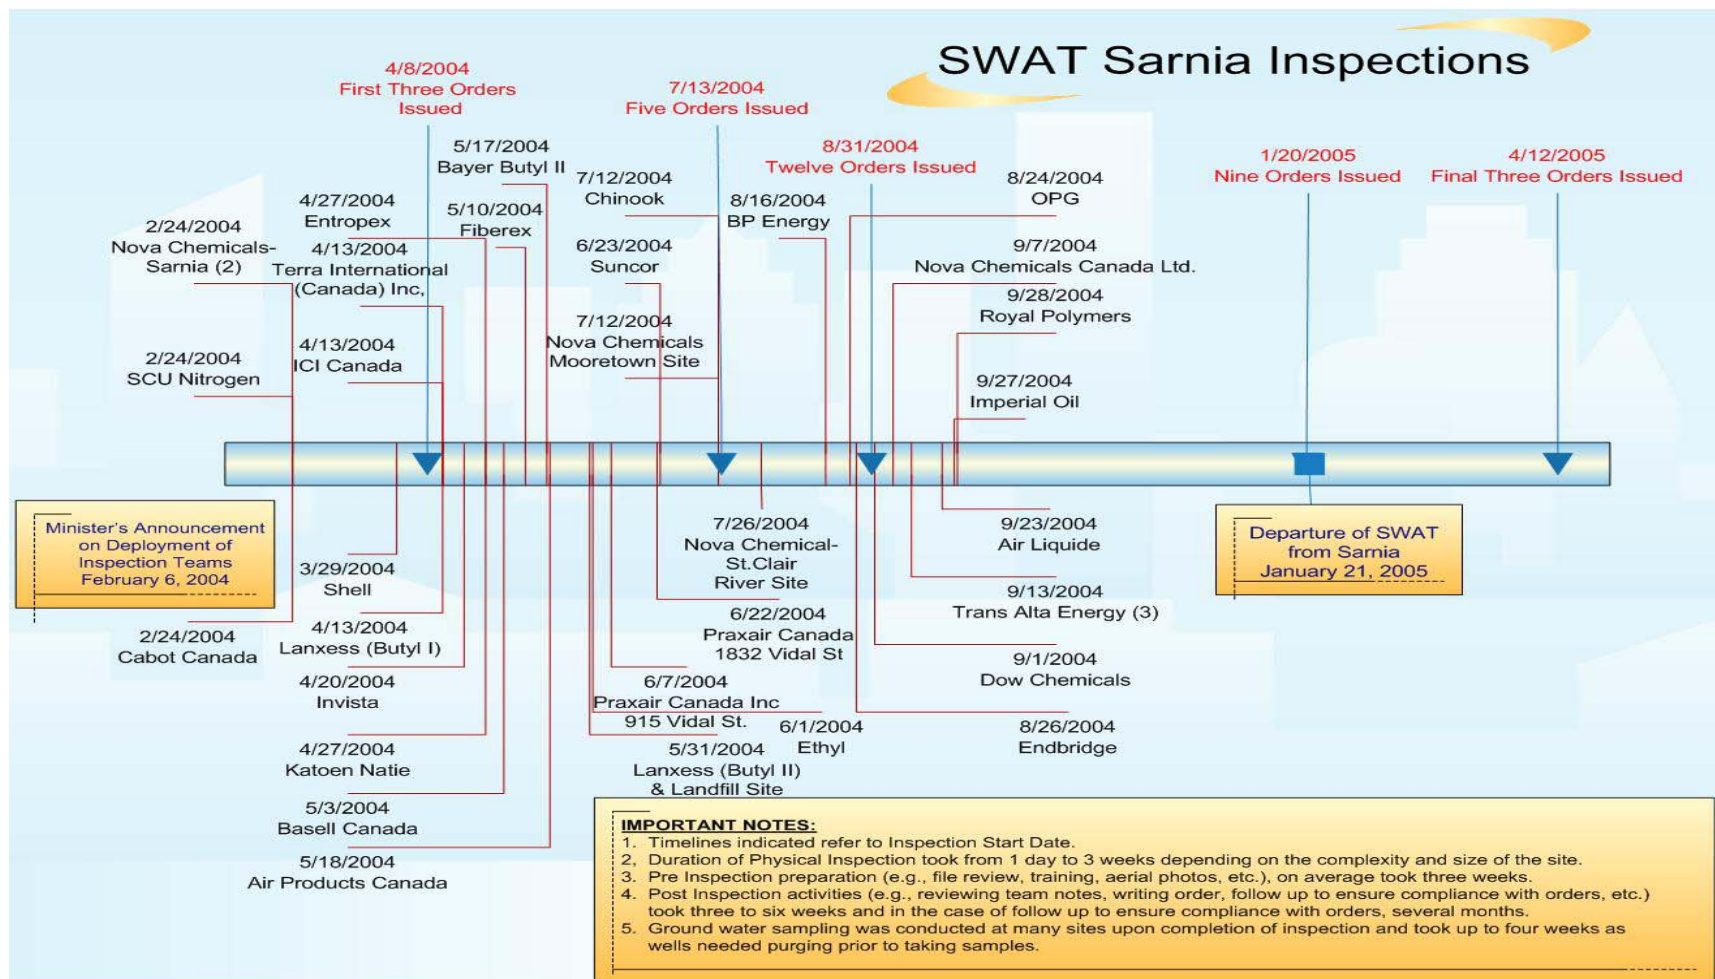 SWAT Sarnia Inspections
4/8/2004
First Three Orders
Issued
7/13/2004
Five Orders Issued
8/31/2004
Twelve Orders Issued
1/20/2005
Nine Orders Issued
4/12/2005
Final Three Orders Issued
2/24/2004
Nova Chemicals-
Sarnia (2)
2/24/2004
SCU Nitrogen
4/27/2004
Entropex
4/13/2004
Terra International
(Canada) Inc,
4/13/2004
ICI Canada
5/17/2004
Bayer Butyl II
5/10/2004
Fiberex
7/12/2004
Chinook
6/23/2004
Suncor
7/12/2004
Nova Chemicals
Mooretown Site
8/16/2004
BP Energy
8/24/2004
OPG
9/7/2004
Nova Chemicals Canada Ltd.
9/28/2004
Royal Polymers
9/27/2004
Imperial Oil
Minister's Announcement
on Deployment of
Inspection Teams
February 6, 2004
2/24/2004
Cabot Canada
3/29/2004
Shell
4/13/2004
Lanxess (Butyl I)
4/20/2004
Invista
4/27/2004
Katoen Natie
5/3/2004
Basell Canada
5/18/2004
Air Products Canada
7/26/2004
Nova Chemical-
St.Clair
River Site
6/22/2004
Praxair Canada
1832 Vidal St
6/7/2004
Praxair Canada Inc
915 Vidal St.
6/1/2004
Ethyl
5/31/2004
Lanxess (Butyl II)
& Landfill Site
9/23/2004
Air Liquide
9/13/2004
Trans Alta Energy (3)
9/1/2004
Dow Chemicals
8/26/2004
Endbridge
Departure of SWAT
from Sarnia
January 21, 2005
IMPORTANT NOTES:
1. Timelines indicated refer to Inspection Start Date.
2, Duration of Physical Inspection took from 1 day to 3 weeks depending on the complexity and size of the site.
3. Pre Inspection preparation (e.g., file review, training, aerial photos, etc.), on average took three weeks.
4. Post Inspection activities (e.g., reviewing team notes, writing order, follow up to ensure compliance with orders, etc.)
took three to six weeks and in the case of follow up to ensure compliance with orders, several months.
5. Ground water sampling was conducted at many sites upon completion of inspection and took up to four weeks as
wells needed purging prior to taking samples.